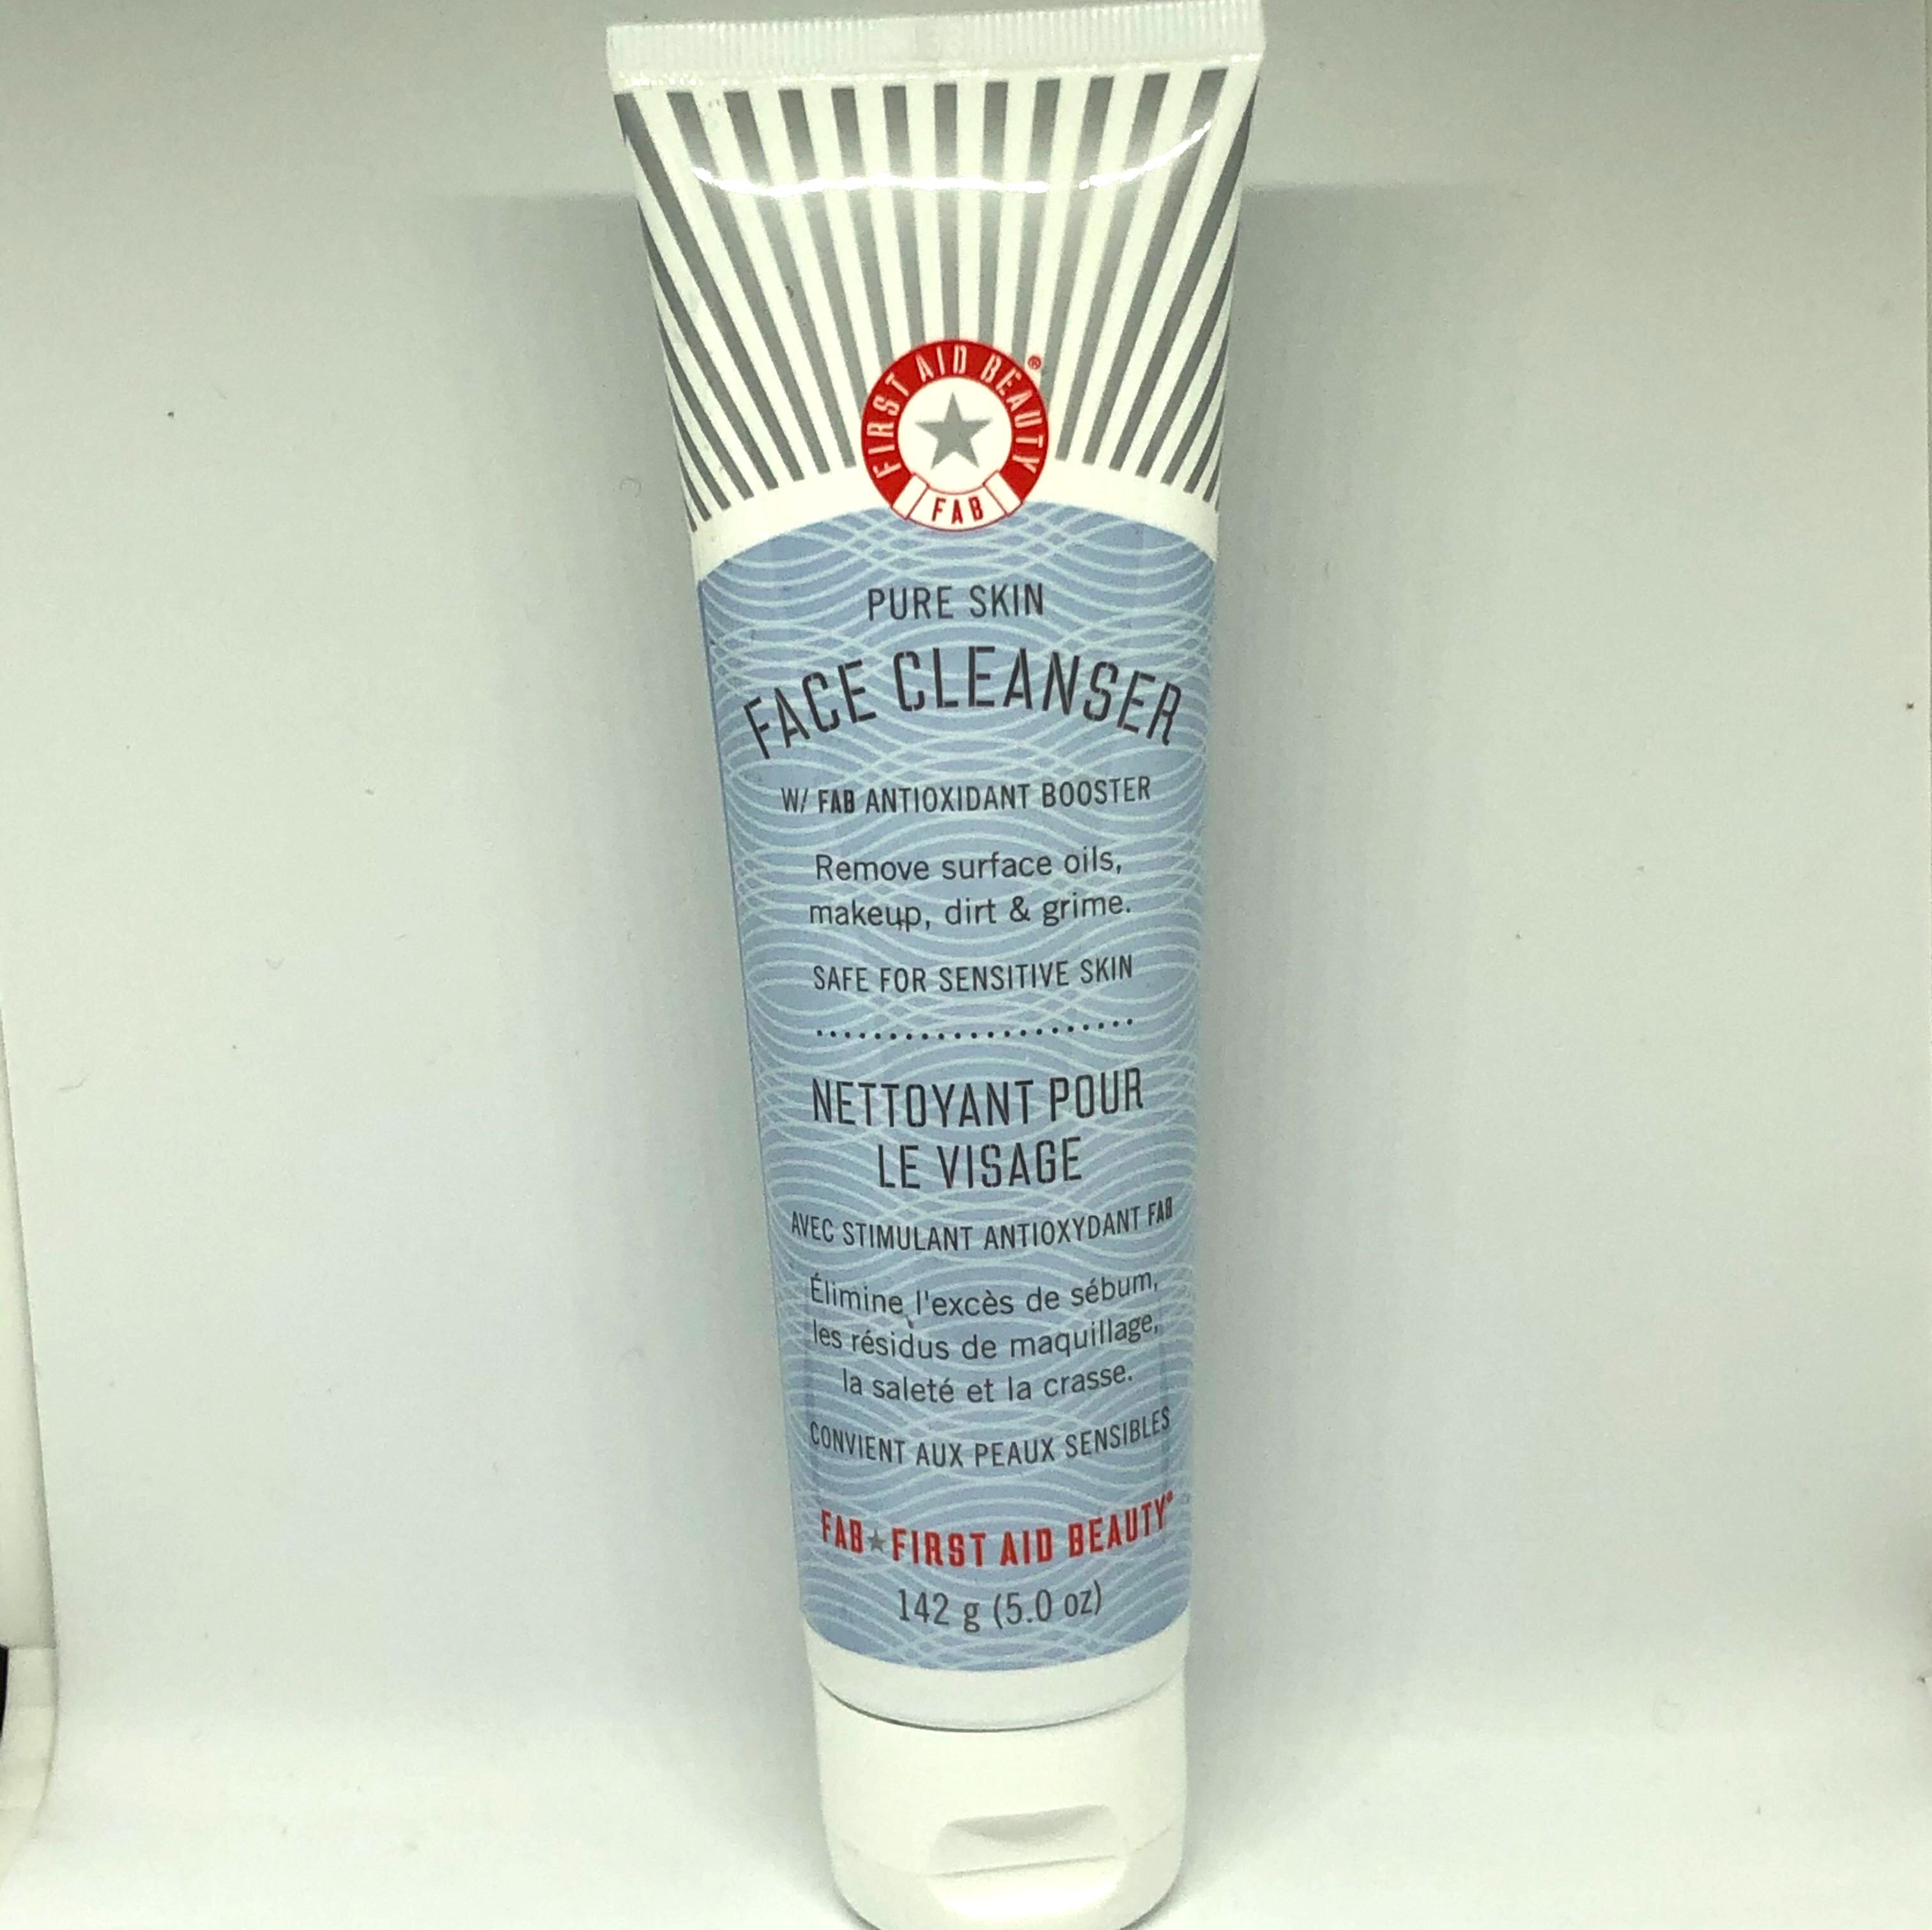 FIRST AID BEAUTY®
FAB
PURE SKIN
FACE CLEANSER
W/ FAB ANTIOXIDANT BOOSTER
Remove surface oils,
makeup, dirt & grime.
SAFE FOR SENSITIVE SKIN
NETTOYANT POUR
LE VISAGE
AVEC STIMULANT ANTIOXYDANT FAB
Élimine l'excès de sébum,
les résidus de maquillage,
la saleté et la crasse.
CONVIENT AUX PEAUX SENSIBLES
FAB★FIRST AID BEAUTY®
142 g (5.0 oz)